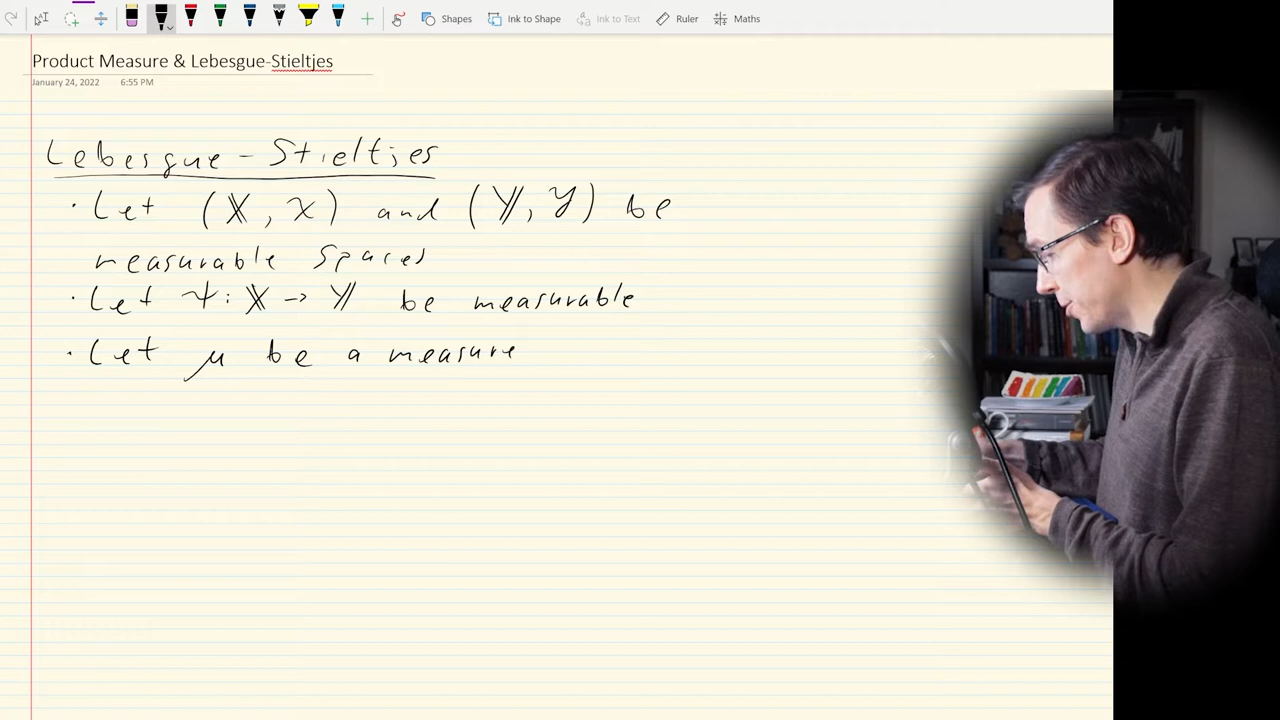 Shapes
Ink to Shape
Ink to Text
Ruler
Maths
Product Measure & Lebesgue-Stieltjes
January 24, 2022 6:55 PM
Lebesgue - Stieltjes
· Let (𝕏, 𝒳) and (𝕐, 𝒴) be
measurable spaces
· Let Ψ: 𝕏 → 𝕐 be measurable
· Let μ be a measure